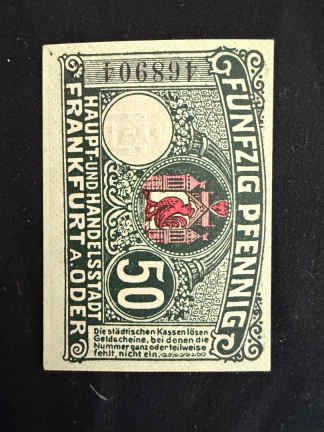 FÜNFZIG PFENNIG
468904
50
Die städtischen Kassen lösen
Geldscheine, bei denen die
Nummer ganz oder teilweise
fehlt, nicht ein.
HAUPT- UND HANDELSSTADT
FRANKFURT A. ODER